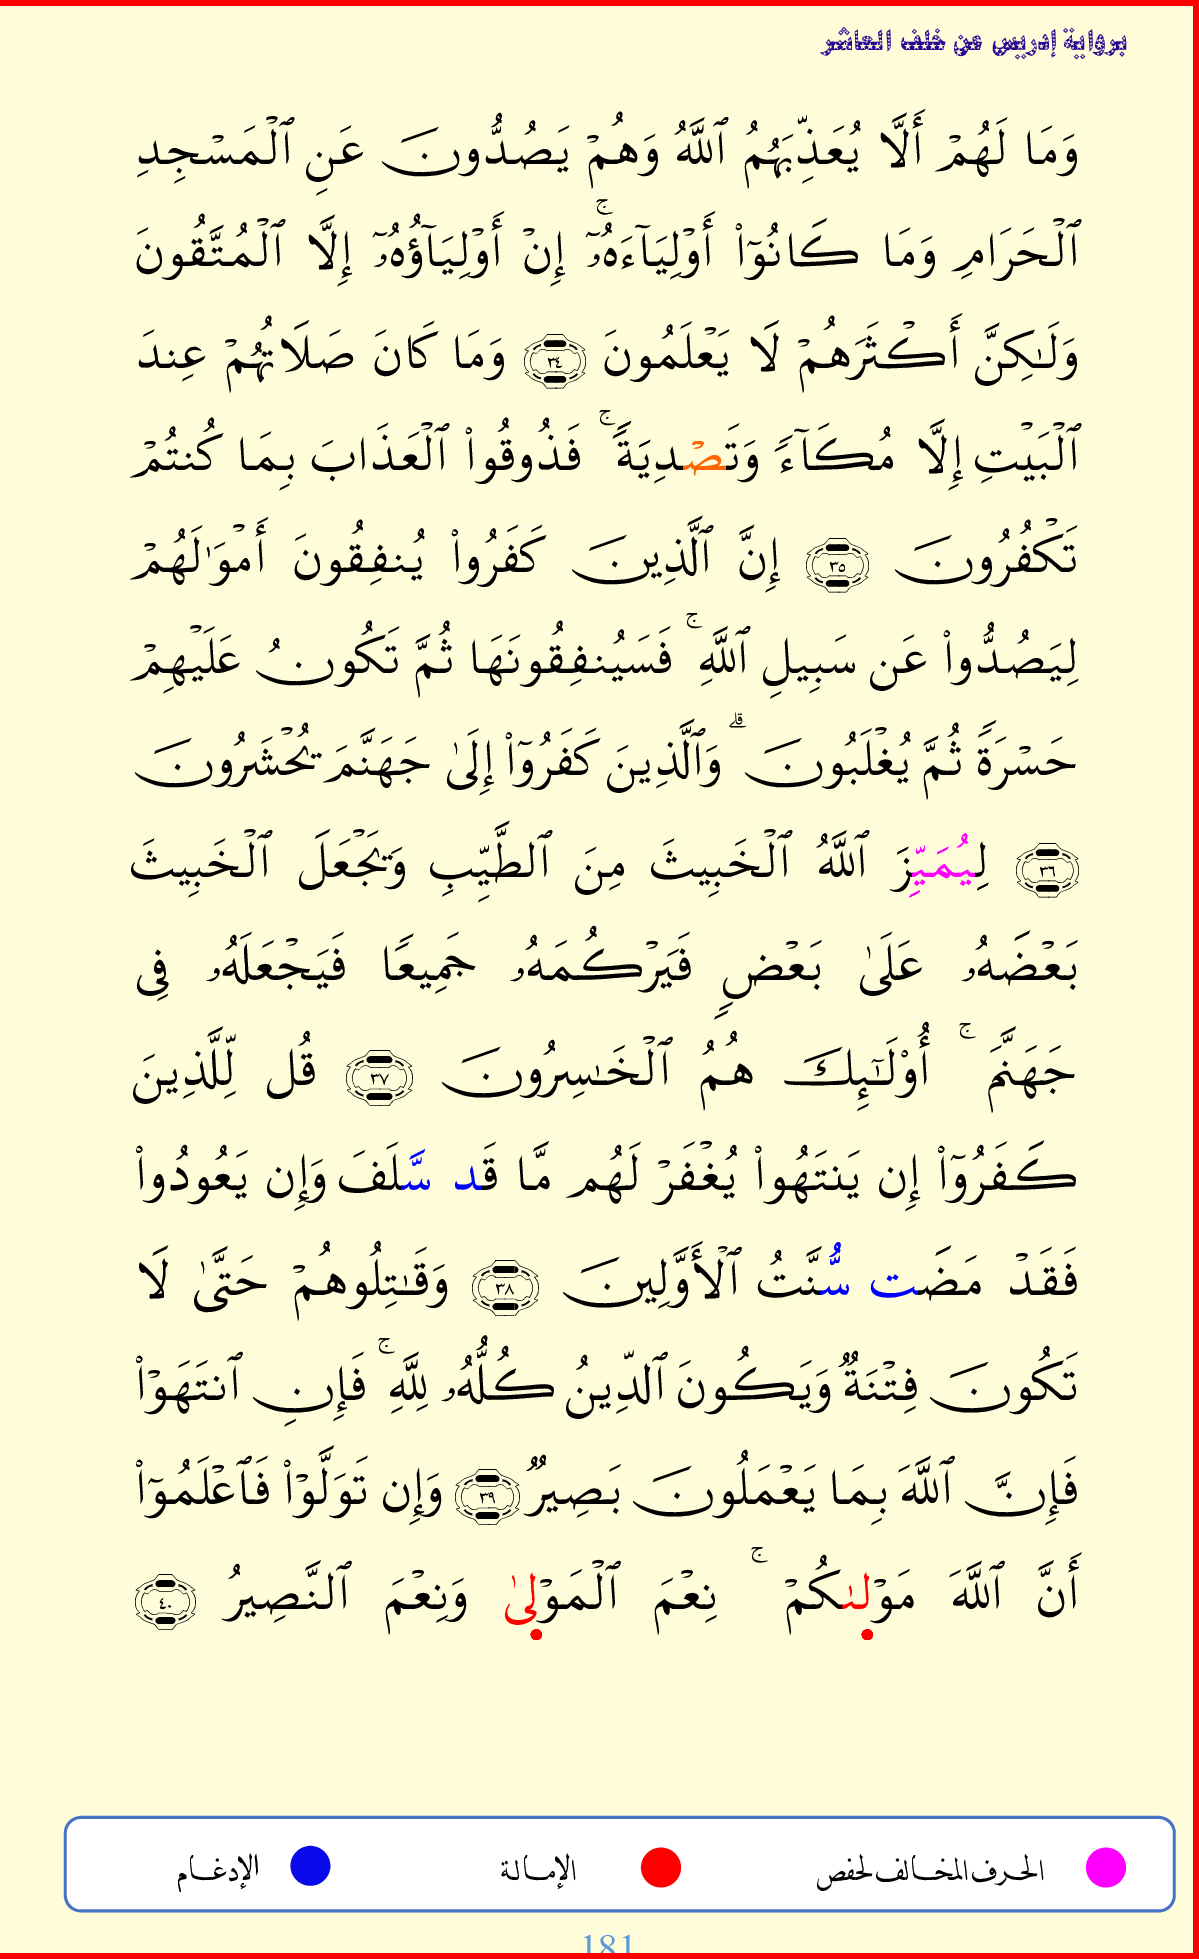 برواية إدريس عن خلف العاشر
وَمَا لَهُمْ أَلَّا يُعَذِّبَهُمُ ٱللَّهُ وَهُمْ يَصُدُّونَ عَنِ ٱلْمَسْجِدِ
ٱلْحَرَامِ وَمَا كَانُوٓا۟ أَوْلِيَآءَهُۥٓ ۚ إِنْ أَوْلِيَآؤُهُۥٓ إِلَّا ٱلْمُتَّقُونَ
وَلَـٰكِنَّ أَكْثَرَهُمْ لَا يَعْلَمُونَ ٣٤ وَمَا كَانَ صَلَاتُهُمْ عِندَ
ٱلْبَيْتِ إِلَّا مُكَآءً وَتَصْدِيَةً ۚ فَذُوقُوا۟ ٱلْعَذَابَ بِمَا كُنتُمْ
تَكْفُرُونَ ٣٥ إِنَّ ٱلَّذِينَ كَفَرُوا۟ يُنفِقُونَ أَمْوَٰلَهُمْ
لِيَصُدُّوا۟ عَن سَبِيلِ ٱللَّهِ ۚ فَسَيُنفِقُونَهَا ثُمَّ تَكُونُ عَلَيْهِمْ
حَسْرَةً ثُمَّ يُغْلَبُونَ ۗ وَٱلَّذِينَ كَفَرُوٓا۟ إِلَىٰ جَهَنَّمَ يُحْشَرُونَ
٣٦ لِيُمَيِّزَ ٱللَّهُ ٱلْخَبِيثَ مِنَ ٱلطَّيِّبِ وَيَجْعَلَ ٱلْخَبِيثَ
بَعْضَهُۥ عَلَىٰ بَعْضٍ فَيَرْكُمَهُۥ جَمِيعًا فَيَجْعَلَهُۥ فِى
جَهَنَّمَ ۚ أُو۟لَـٰٓئِكَ هُمُ ٱلْخَـٰسِرُونَ ٣٧ قُل لِّلَّذِينَ
كَفَرُوٓا۟ إِن يَنتَهُوا۟ يُغْفَرْ لَهُم مَّا قَد سَّلَفَ وَإِن يَعُودُوا۟
فَقَدْ مَضَت سُّنَّتُ ٱلْأَوَّلِينَ ٣٨ وَقَـٰتِلُوهُمْ حَتَّىٰ لَا
تَكُونَ فِتْنَةٌ وَيَكُونَ ٱلدِّينُ كُلُّهُۥ لِلَّهِ ۚ فَإِنِ ٱنتَهَوْا۟
فَإِنَّ ٱللَّهَ بِمَا يَعْمَلُونَ بَصِيرٌ ٣٩ وَإِن تَوَلَّوْا۟ فَٱعْلَمُوٓا۟
أَنَّ ٱللَّهَ مَوْلَىٰكُمْ ۚ نِعْمَ ٱلْمَوْلَىٰ وَنِعْمَ ٱلنَّصِيرُ ٤٠
الحرف المخالف لحفص الإمالة الإدغام
181